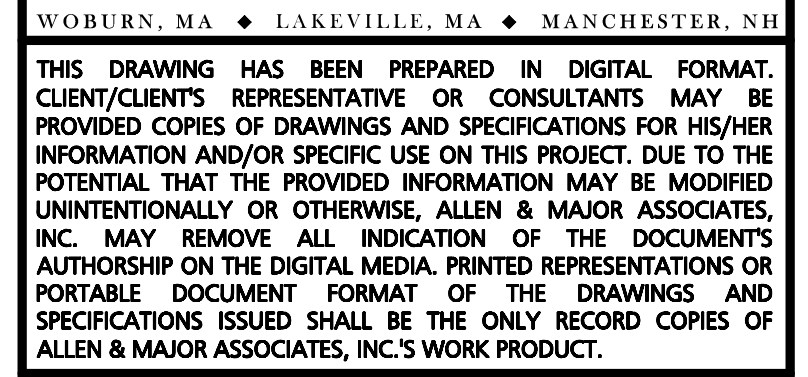 WOBURN, MA ◆ LAKEVILLE, MA ◆ MANCHESTER, NH
THIS DRAWING HAS BEEN PREPARED IN DIGITAL FORMAT.
CLIENT/CLIENT'S REPRESENTATIVE OR CONSULTANTS MAY BE
PROVIDED COPIES OF DRAWINGS AND SPECIFICATIONS FOR HIS/HER
INFORMATION AND/OR SPECIFIC USE ON THIS PROJECT. DUE TO THE
POTENTIAL THAT THE PROVIDED INFORMATION MAY BE MODIFIED
UNINTENTIONALLY OR OTHERWISE, ALLEN & MAJOR ASSOCIATES,
INC. MAY REMOVE ALL INDICATION OF THE DOCUMENT'S
AUTHORSHIP ON THE DIGITAL MEDIA. PRINTED REPRESENTATIONS OR
PORTABLE DOCUMENT FORMAT OF THE DRAWINGS AND
SPECIFICATIONS ISSUED SHALL BE THE ONLY RECORD COPIES OF
ALLEN & MAJOR ASSOCIATES, INC.'S WORK PRODUCT.